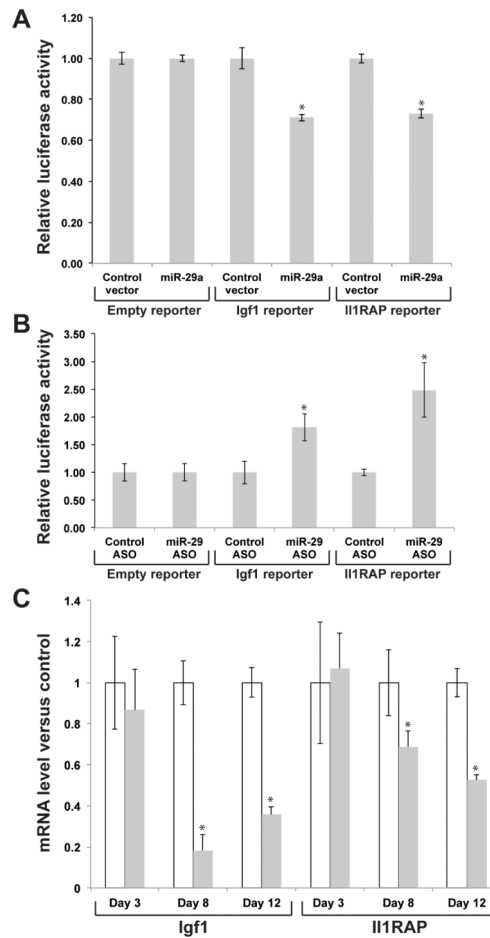 A
Relative luciferase activity
1.20
1.00
0.80
0.60
0.40
0.20
0.00
*
*
Control vector
miR-29a
Control vector
miR-29a
Control vector
miR-29a
Empty reporter
Igf1 reporter
Il1RAP reporter
B
Relative luciferase activity
3.50
3.00
2.50
2.00
1.50
1.00
0.50
0.00
*
*
Control ASO
miR-29 ASO
Control ASO
miR-29 ASO
Control ASO
miR-29 ASO
Empty reporter
Igf1 reporter
Il1RAP reporter
C
mRNA level versus control
1.4
1.2
1
0.8
0.6
0.4
0.2
0
*
*
*
*
Day 3
Day 8
Day 12
Day 3
Day 8
Day 12
Igf1
Il1RAP